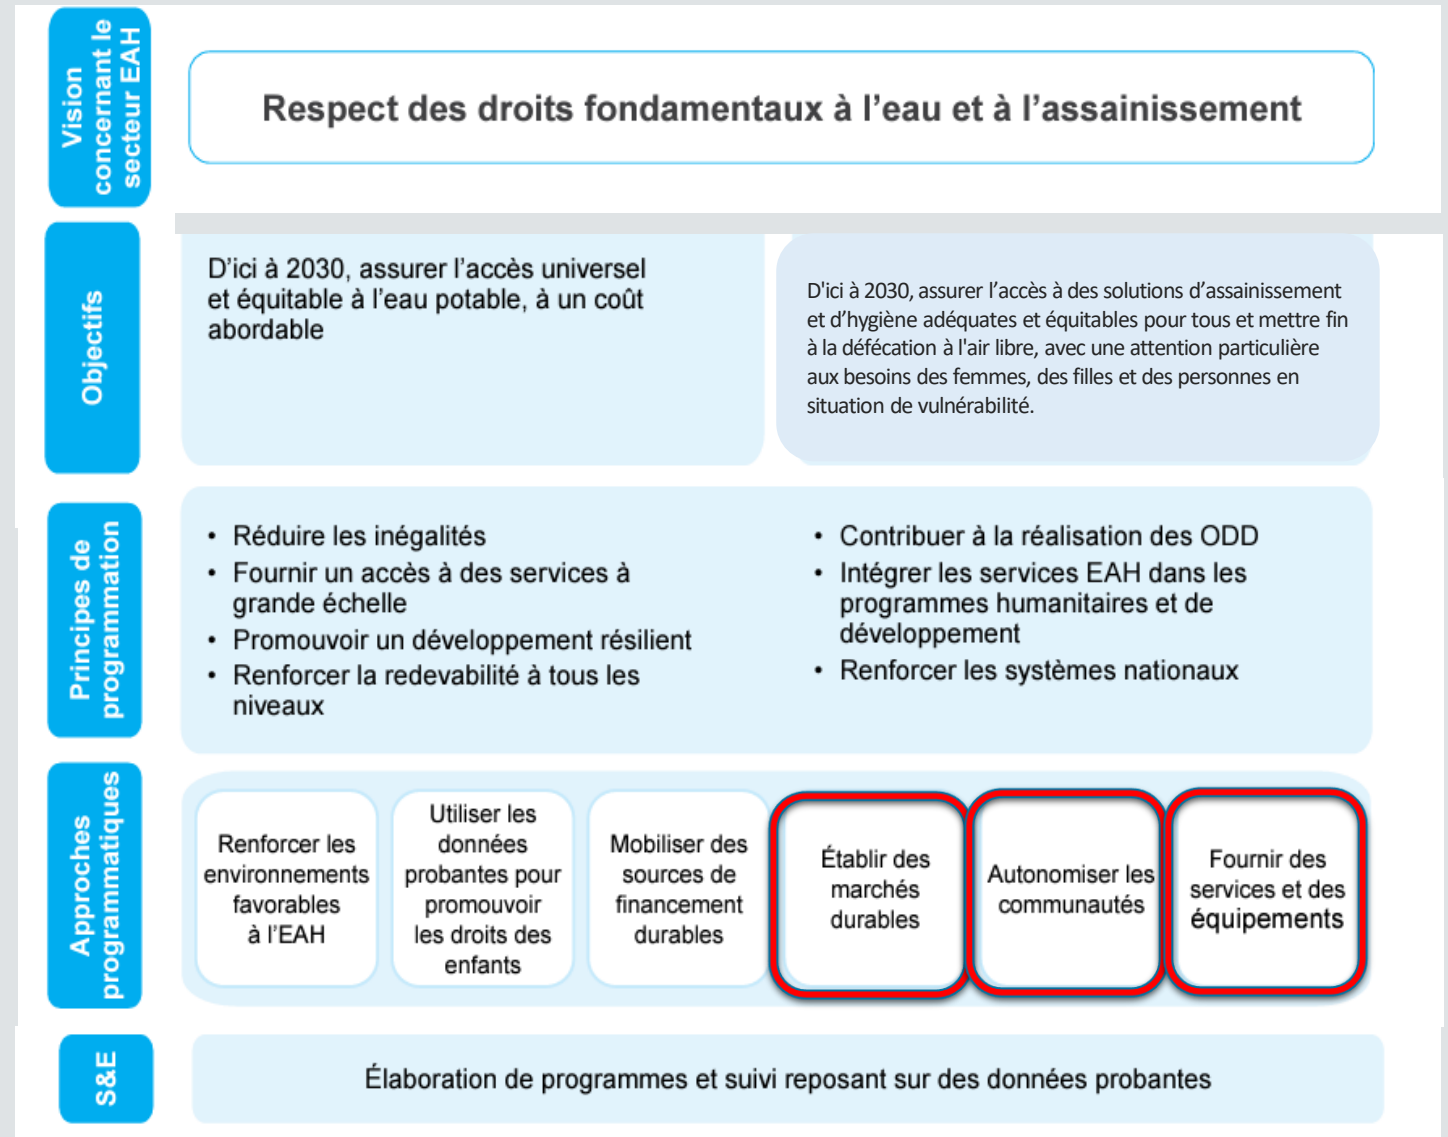 Vision
concernant le
secteur EAH
Respect des droits fondamentaux à l’eau et à l’assainissement
Objectifs
D’ici à 2030, assurer l’accès universel
et équitable à l’eau potable, à un coût
abordable
D'ici à 2030, assurer l’accès à des solutions d’assainissement
et d’hygiène adéquates et équitables pour tous et mettre fin
à la défécation à l'air libre, avec une attention particulière
aux besoins des femmes, des filles et des personnes en
situation de vulnérabilité.
Principes de
programmation
• Réduire les inégalités
• Fournir un accès à des services à
grande échelle
• Promouvoir un développement résilient
• Renforcer la redevabilité à tous les
niveaux
• Contribuer à la réalisation des ODD
• Intégrer les services EAH dans les
programmes humanitaires et de
développement
• Renforcer les systèmes nationaux
Approches
programmatiques
Renforcer les
environnements
favorables
à l’EAH
Utiliser les
données
probantes pour
promouvoir
les droits des
enfants
Mobiliser des
sources de
financement
durables
Établir des
marchés
durables
Autonomiser les
communautés
Fournir des
services et des
équipements
S&E
Élaboration de programmes et suivi reposant sur des données probantes